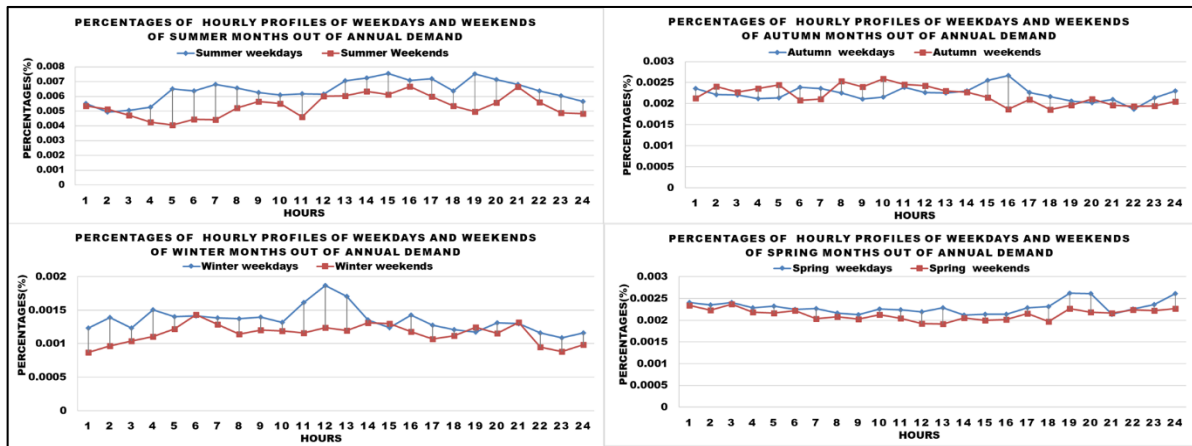 PERCENTAGES OF HOURLY PROFILES OF WEEKDAYS AND WEEKENDS
OF SUMMER MONTHS OUT OF ANNUAL DEMAND
Summer weekdays Summer Weekends
PERCENTAGES(%)
0.008
0.007
0.006
0.005
0.004
0.003
0.002
0.001
0
1 2 3 4 5 6 7 8 9 10 11 12 13 14 15 16 17 18 19 20 21 22 23 24
HOURS
PERCENTAGES OF HOURLY PROFILES OF WEEKDAYS AND WEEKENDS
OF AUTUMN MONTHS OUT OF ANNUAL DEMAND
Autumn weekdays Autumn weekends
PERCENTAGES(%)
0.003
0.0025
0.002
0.0015
0.001
0.0005
0
1 2 3 4 5 6 7 8 9 10 11 12 13 14 15 16 17 18 19 20 21 22 23 24
HOURS
PERCENTAGES OF HOURLY PROFILES OF WEEKDAYS AND WEEKENDS
OF WINTER MONTHS OUT OF ANNUAL DEMAND
Winter weekdays Winter weekends
PERCENTAGES(%)
0.002
0.0015
0.001
0.0005
0
1 2 3 4 5 6 7 8 9 10 11 12 13 14 15 16 17 18 19 20 21 22 23 24
HOURS
PERCENTAGES OF HOURLY PROFILES OF WEEKDAYS AND WEEKENDS
OF SPRING MONTHS OUT OF ANNUAL DEMAND
Spring weekdays Spring weekends
PERCENTAGES(%)
0.003
0.0025
0.002
0.0015
0.001
0.0005
0
1 2 3 4 5 6 7 8 9 10 11 12 13 14 15 16 17 18 19 20 21 22 23 24
HOURS